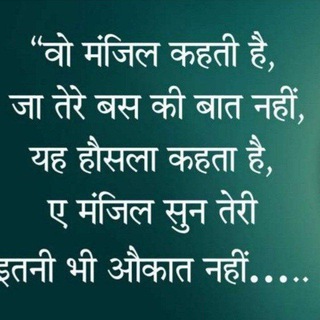 “वो मंजिल कहती है,
जा तेरे बस की बात नहीं,
यह हौसला कहता है,
ए मंजिल सुन तेरी
इतनी भी औकात नहीं.....